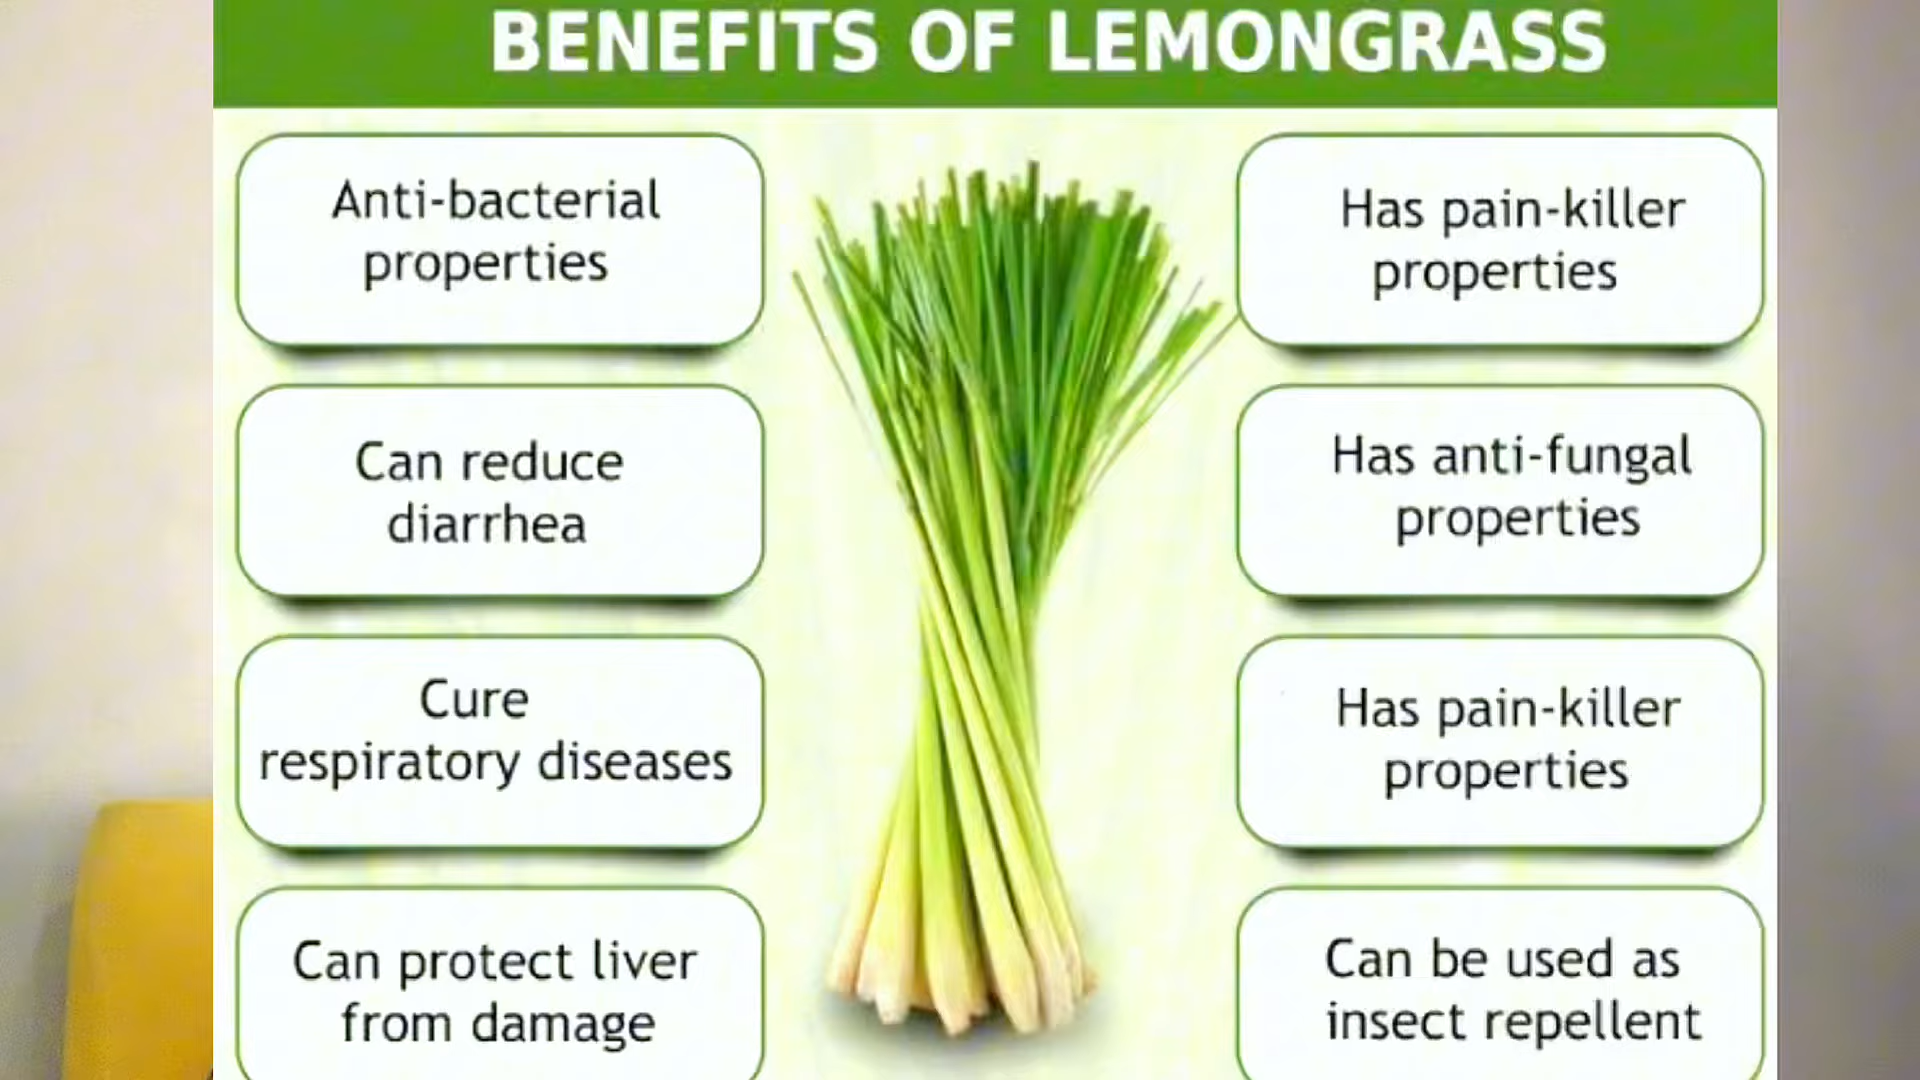 BENEFITS OF LEMONGRASS
Anti-bacterial
properties
Can reduce
diarrhea
Cure
respiratory diseases
Can protect liver
from damage
Has pain-killer
properties
Has anti-fungal
properties
Has pain-killer
properties
Can be used as
insect repellent